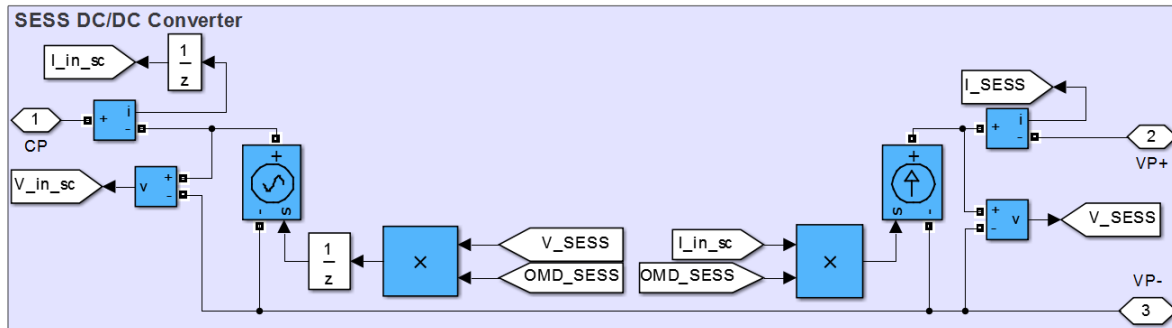 SESS DC/DC Converter
I_in_sc
1
z
I_SESS
1
CP
+
i
-
+
i
-
2
VP+
V_in_sc
v
+
-
+
-
s
+
-
s
+
-
v
V_SESS
1
z
×
V_SESS
OMD_SESS
I_in_sc
OMD_SESS
×
VP-
3